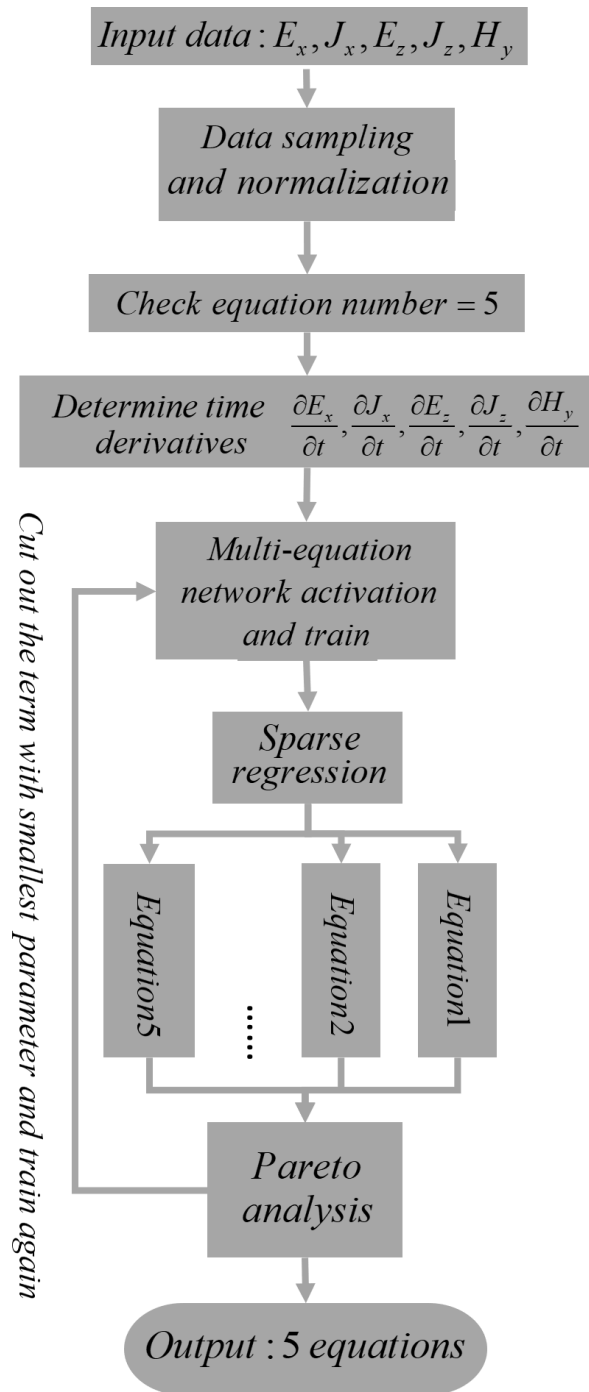 Input data : E_x, J_x, E_z, J_z, H_y
Data sampling
and normalization
Check equation number = 5
Determine time
derivatives
∂E_x/∂t, ∂J_x/∂t, ∂E_z/∂t, ∂J_z/∂t, ∂H_y/∂t
Multi-equation
network activation
and train
Cut out the term with smallest parameter and train again
Sparse
regression
Equation5
......
Equation2
Equation1
Pareto
analysis
Output : 5 equations